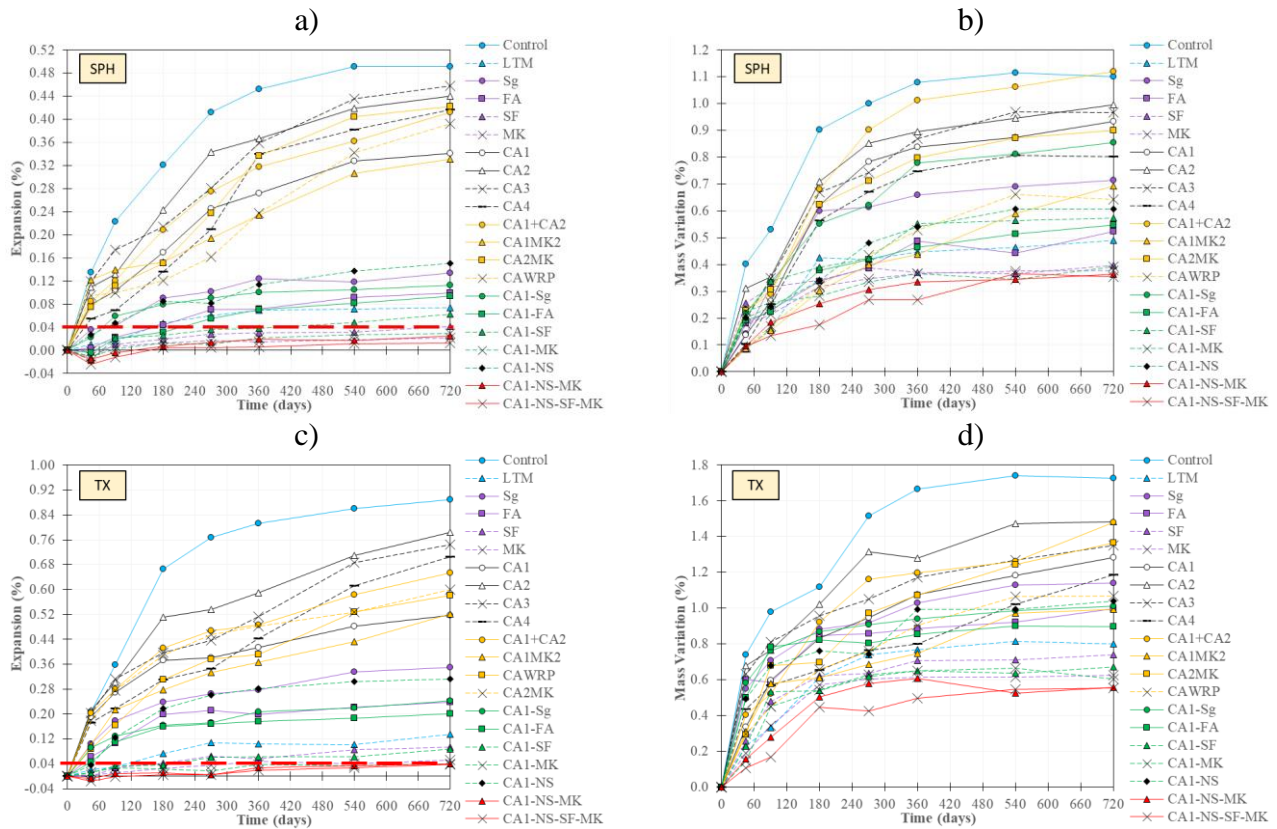 a)
0.52
0.48
0.44
0.40
0.36
0.32
0.28
0.24
0.20
0.16
0.12
0.08
0.04
0.00
-0.04
Expansion (%)
SPH
0 60 120 180 240 300 360 420 480 540 600 660 720
Time (days)
Control
LTM
Sg
FA
SF
MK
CA1
CA2
CA3
CA4
CA1+CA2
CA1MK2
CA2MK
CAWRP
CA1-Sg
CA1-FA
CA1-SF
CA1-MK
CA1-NS
CA1-NS-MK
CA1-NS-SF-MK
b)
1.2
1.1
1.0
0.9
0.8
0.7
0.6
0.5
0.4
0.3
0.2
0.1
0.0
Mass Variation (%)
SPH
0 60 120 180 240 300 360 420 480 540 600 660 720
Time (days)
Control
LTM
Sg
FA
SF
MK
CA1
CA2
CA3
CA4
CA1+CA2
CA1MK2
CA2MK
CAWRP
CA1-Sg
CA1-FA
CA1-SF
CA1-MK
CA1-NS
CA1-NS-MK
CA1-NS-SF-MK
c)
1.00
0.92
0.84
0.76
0.68
0.60
0.52
0.44
0.36
0.28
0.20
0.12
0.04
-0.04
Expansion (%)
TX
0 60 120 180 240 300 360 420 480 540 600 660 720
Time (days)
Control
LTM
Sg
FA
SF
MK
CA1
CA2
CA3
CA4
CA1+CA2
CA1MK2
CAWRP
CA2MK
CA1-Sg
CA1-FA
CA1-SF
CA1-MK
CA1-NS
CA1-NS-MK
CA1-NS-SF-MK
d)
1.8
1.6
1.4
1.2
1.0
0.8
0.6
0.4
0.2
0.0
Mass Variation (%)
TX
0 60 120 180 240 300 360 420 480 540 600 660 720
Time (days)
Control
LTM
Sg
FA
SF
MK
CA1
CA2
CA3
CA4
CA1+CA2
CA1MK2
CA2MK
CAWRP
CA1-Sg
CA1-FA
CA1-SF
CA1-MK
CA1-NS
CA1-NS-MK
CA1-NS-SF-MK